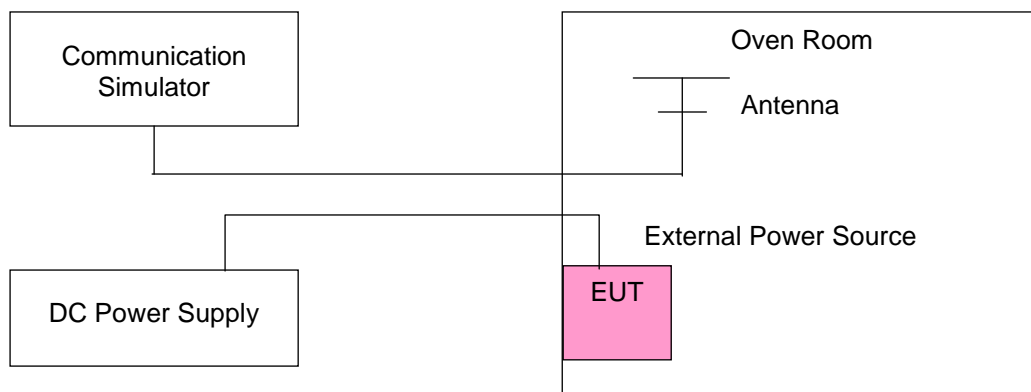 Communication
Simulator
Oven Room
Antenna
External Power Source
EUT
DC Power Supply